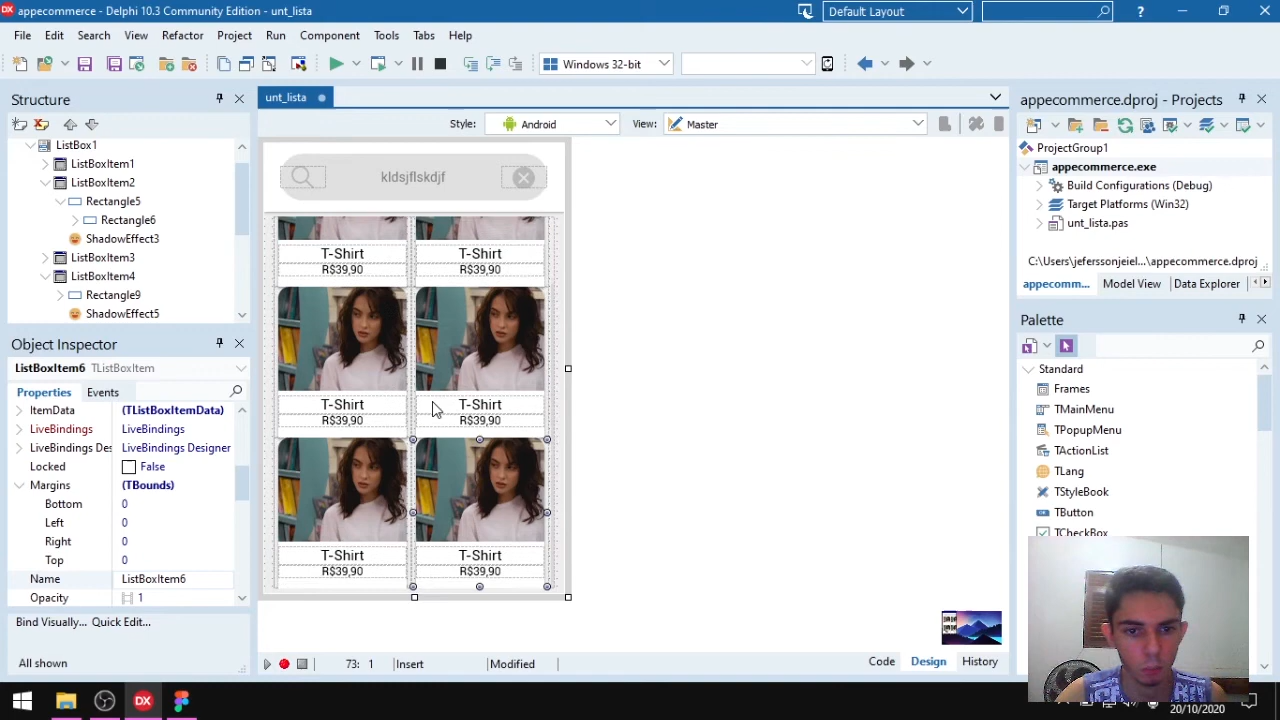 appecommerce - Delphi 10.3 Community Edition - unt_lista
Default Layout
File Edit Search View Refactor Project Run Component Tools Tabs Help
Windows 32-bit
Structure
ListBox1
ListBoxItem1
ListBoxItem2
Rectangle5
Rectangle6
ShadowEffect3
ListBoxItem3
ListBoxItem4
Rectangle9
ShadowEffect5
Object Inspector
ListBoxItem6 TListBoxItem
Properties Events
ItemData (TListBoxItemData)
LiveBindings LiveBindings
LiveBindings Des LiveBindings Designer
Locked False
Margins (TBounds)
Bottom 0
Left 0
Right 0
Top 0
Name ListBoxItem6
Opacity 1
Bind Visually... Quick Edit...
All shown
unt_lista
Style: Android View: Master
kldsjflskdjf
T-Shirt T-Shirt
R$39,90 R$39,90
T-Shirt T-Shirt
R$39,90 R$39,90
T-Shirt T-Shirt
R$39,90 R$39,90
73: 1 Insert Modified
Code Design History
appecommerce.dproj - Projects
ProjectGroup1
appecommerce.exe
Build Configurations (Debug)
Target Platforms (Win32)
unt_lista.pas
C:\Users\jeferssonjeiel...\appecommerce.dproj
appecomm... Model View Data Explorer
Palette
Standard
Frames
TMainMenu
TPopupMenu
TActionList
TLang
TStyleBook
TButton
TCheckBox
DX
20/10/2020